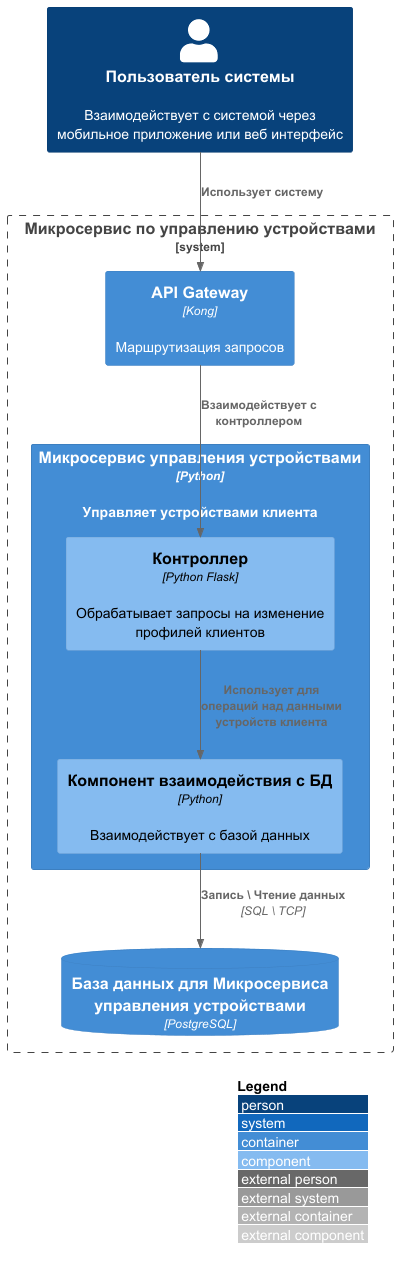 Пользователь системы
Взаимодействует с системой через
мобильное приложение или веб интерфейс
Использует систему
Микросервис по управлению устройствами
[system]
API Gateway
[Kong]
Маршрутизация запросов
Взаимодействует с
контроллером
Микросервис управления устройствами
[Python]
Управляет устройствами клиента
Контроллер
[Python Flask]
Обрабатывает запросы на изменение
профилей клиентов
Использует для
операций над данными
устройств клиента
Компонент взаимодействия с БД
[Python]
Взаимодействует с базой данных
Запись \ Чтение данных
[SQL \ TCP]
База данных для Микросервиса
управления устройствами
[PostgreSQL]
Legend
person
system
container
component
external person
external system
external container
external component